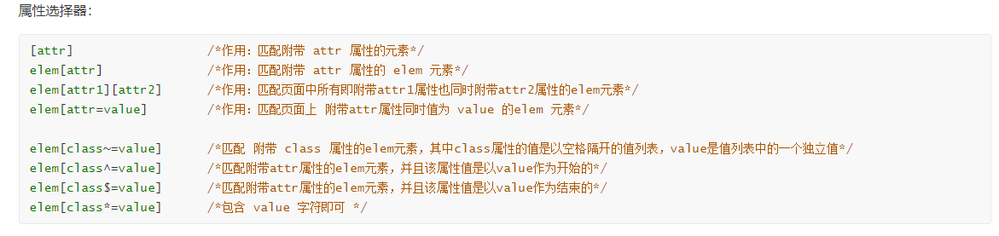 属性选择器：
[attr] /*作用：匹配附带 attr 属性的元素*/
elem[attr] /*作用：匹配附带 attr 属性的 elem 元素*/
elem[attr1][attr2] /*作用：匹配页面中所有即附带attr1属性也同时附带attr2属性的elem元素*/
elem[attr=value] /*作用：匹配页面上 附带attr属性同时值为 value 的elem 元素*/
elem[class~=value] /*匹配 附带 class 属性的elem元素，其中class属性的值是以空格隔开的值列表，value是值列表中的一个独立值*/
elem[class^=value] /*匹配附带attr属性的elem元素，并且该属性值是以value作为开始的*/
elem[class$=value] /*匹配附带attr属性的elem元素，并且该属性值是以value作为结束的*/
elem[class*=value] /*包含 value 字符即可 */